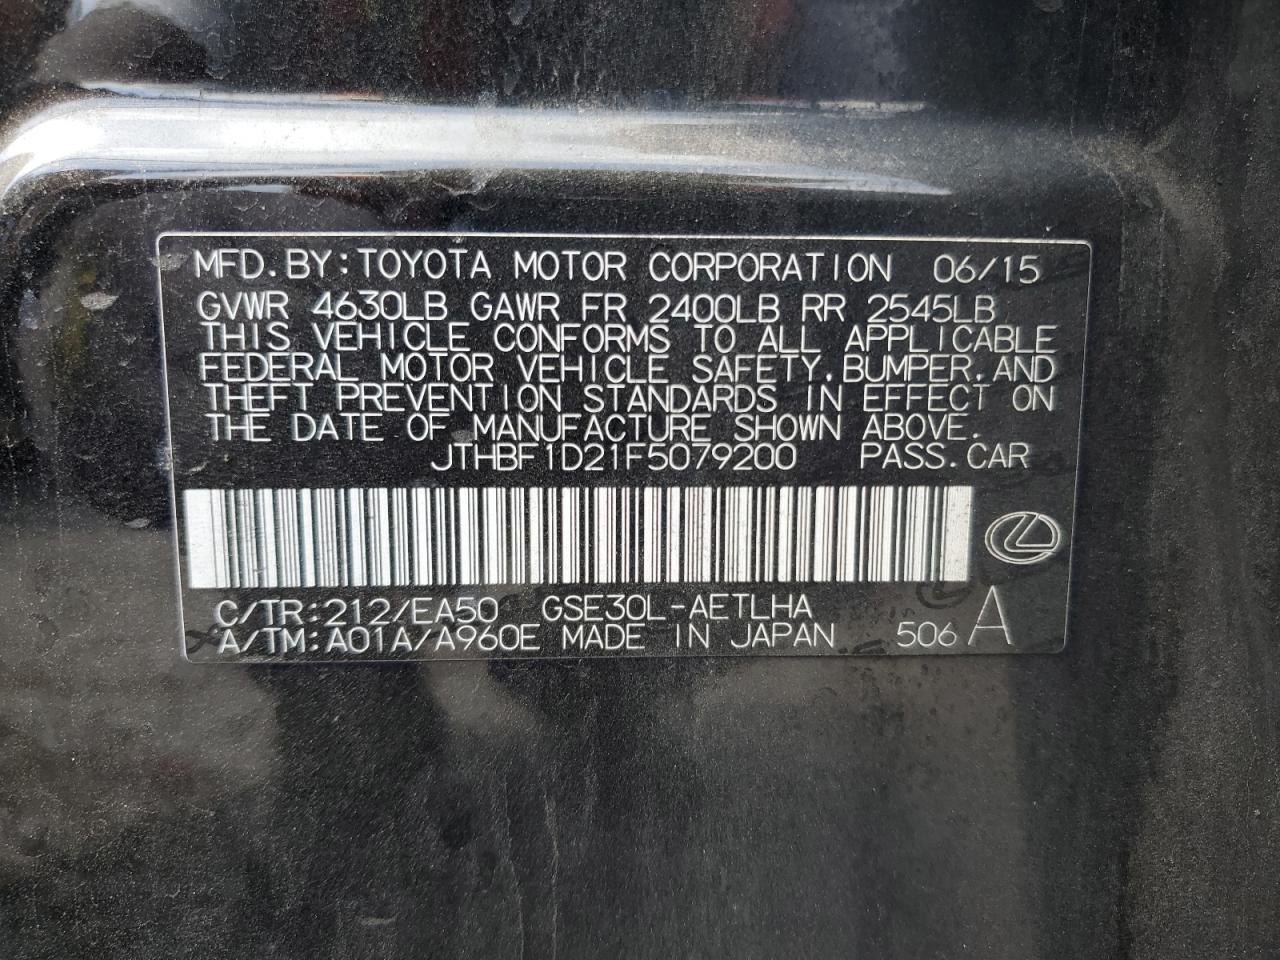 MFD.BY:TOYOTA MOTOR CORPORATION 06/15
GVWR 4630LB GAWR FR 2400LB RR 2545LB
THIS VEHICLE CONFORMS TO ALL APPLICABLE
FEDERAL MOTOR VEHICLE SAFETY,BUMPER,AND
THEFT PREVENTION STANDARDS IN EFFECT ON
THE DATE OF MANUFACTURE SHOWN ABOVE.
JTHBF1D21F5079200 PASS.CAR
C/TR:212/EA50 GSE30L-AETLHA
A/TM:A01A/A960E MADE IN JAPAN 506 A